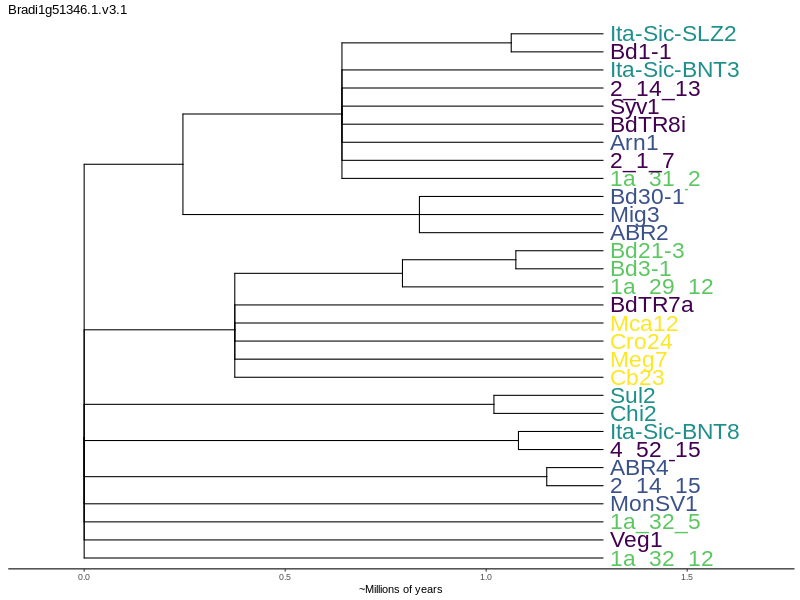 Bradi1g51346.1.v3.1
Ita-Sic-SLZ2
Bd1-1
Ita-Sic-BNT3
2_14_13
Syv1
BdTR8i
Arn1
2_1_7
1a_31_2
Bd30-1
Mig3
ABR2
Bd21-3
Bd3-1
1a_29_12
BdTR7a
Mca12
Cro24
Meg7
Cb23
Sul2
Chi2
Ita-Sic-BNT8
4_52_15
ABR4
2_14_15
MonSV1
1a_32_5
Veg1
1a_32_12
0.0 0.5 1.0 1.5
~Millions of years